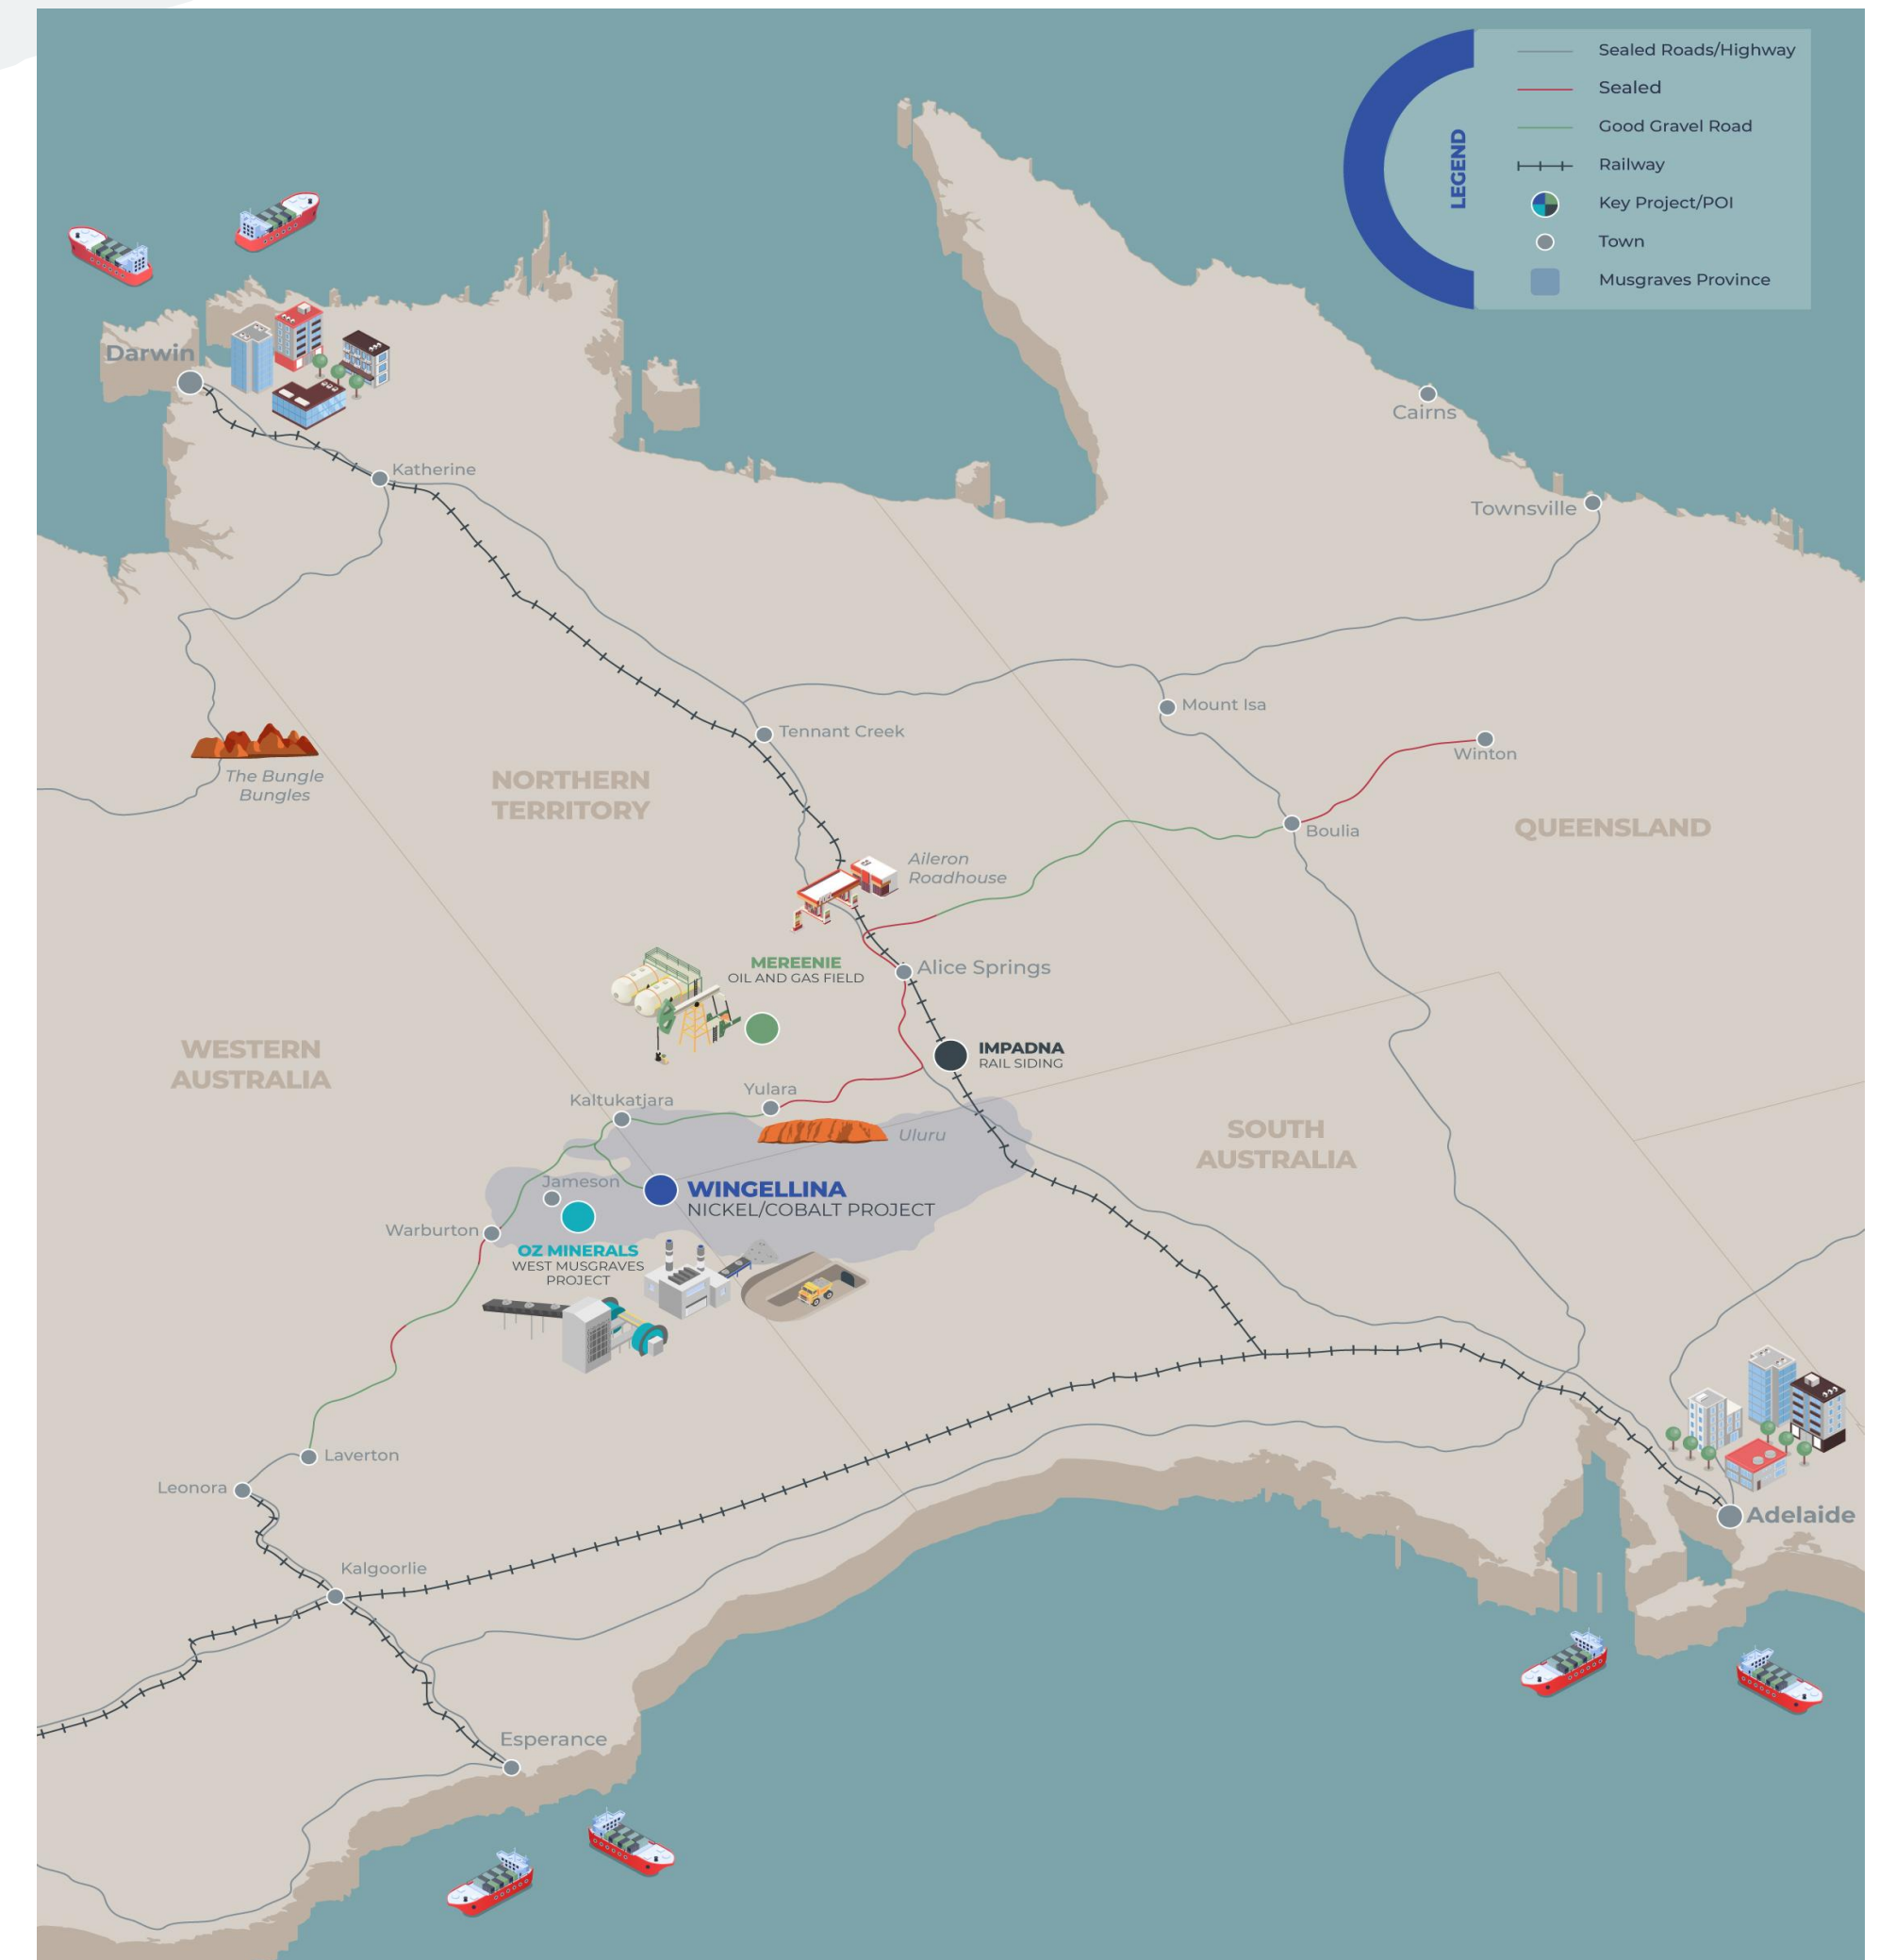 Sealed Roads/Highway
Sealed
Good Gravel Road
Railway
Key Project/POI
Town
Musgraves Province
LEGEND
Darwin
Cairns
Katherine
Townsville
Mount Isa
Tennant Creek
Winton
The Bungle
Bungles
NORTHERN
TERRITORY
Boulia
QUEENSLAND
Aileron
Roadhouse
MEREENIE
OIL AND GAS FIELD
Alice Springs
WESTERN
AUSTRALIA
IMPADNA
RAIL SIDING
Yulara
Kaltukatjara
Uluru
SOUTH
AUSTRALIA
Jameson
WINGELLINA
NICKEL/COBALT PROJECT
Warburton
OZ MINERALS
WEST MUSGRAVES
PROJECT
Laverton
Leonora
Adelaide
Kalgoorlie
Esperance